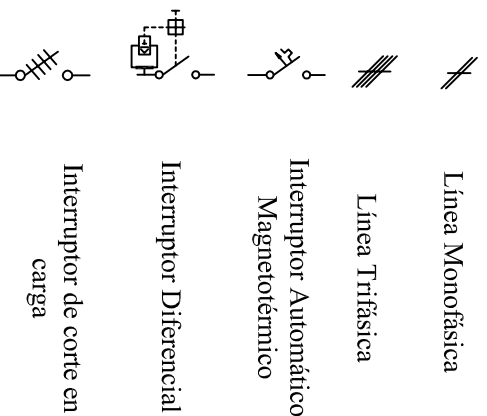 Línea Monofásica
Línea Trifásica
Interruptor Automático
Magnetotérmico
Interruptor Diferencial
Interruptor de corte en
carga